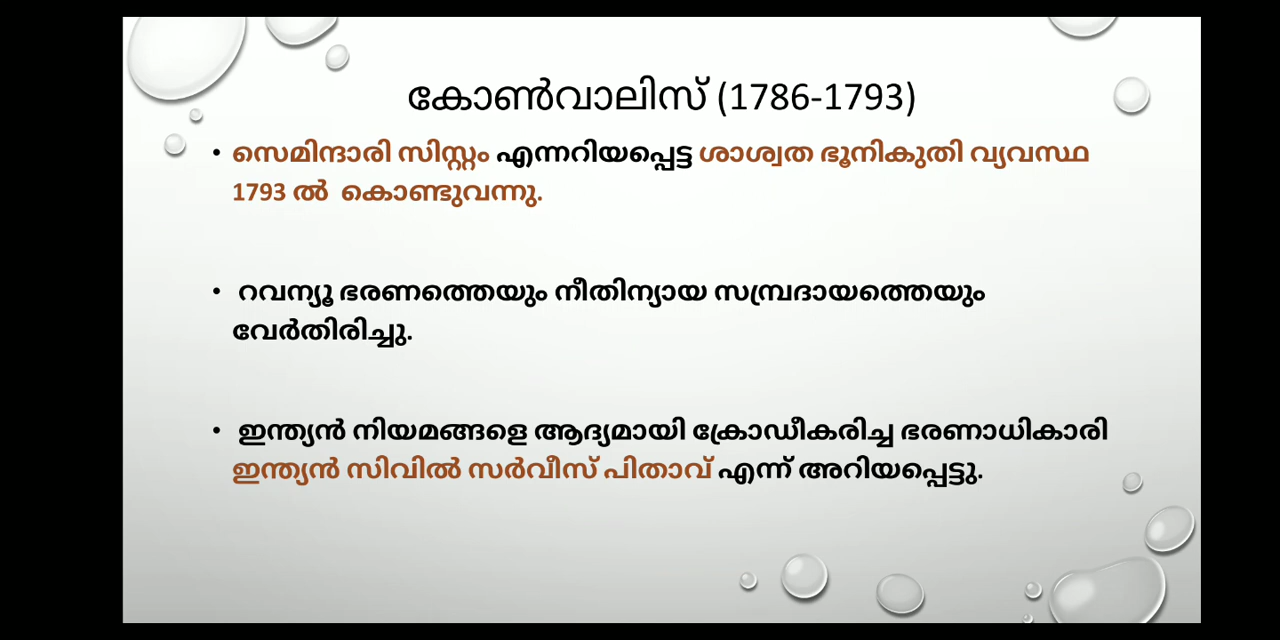 കോൺവാലിസ് (1786-1793)
• സെമിന്ദാരി സിസ്റ്റം എന്നറിയപ്പെട്ട ശാശ്വത ഭൂനികുതി വ്യവസ്ഥ
1793 ൽ കൊണ്ടുവന്നു.
• റവന്യൂ ഭരണത്തെയും നീതിന്യായ സമ്പ്രദായത്തെയും
വേർതിരിച്ചു.
• ഇന്ത്യൻ നിയമങ്ങളെ ആദ്യമായി ക്രോഡീകരിച്ച ഭരണാധികാരി
ഇന്ത്യൻ സിവിൽ സർവീസ് പിതാവ് എന്ന് അറിയപ്പെട്ടു.